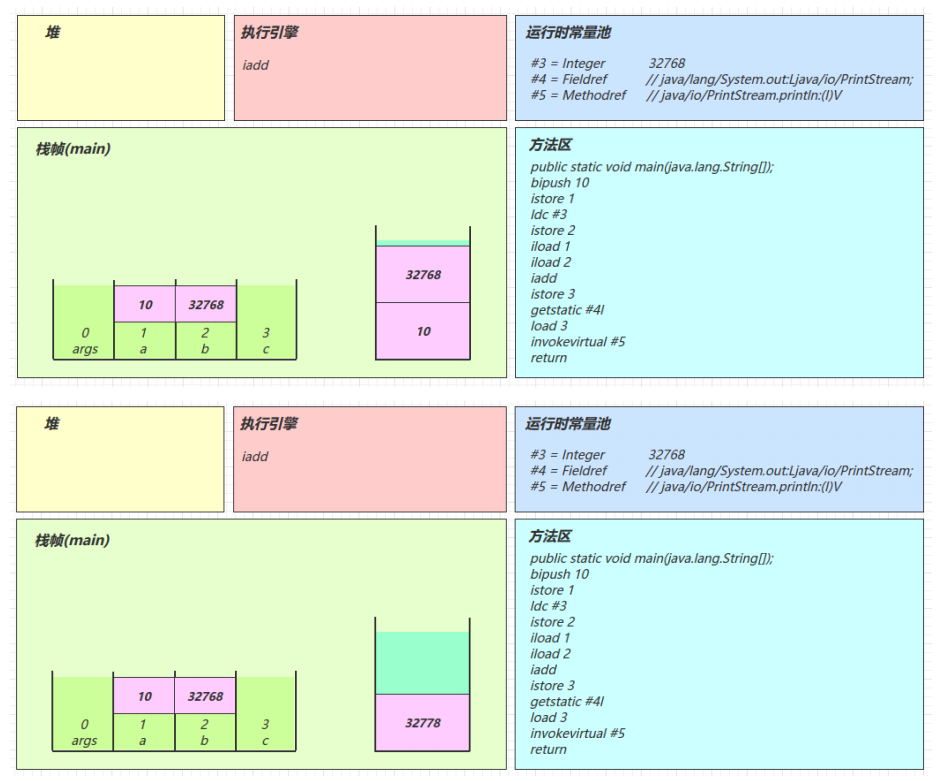 堆
执行引擎
iadd
运行时常量池
#3 = Integer 32768
#4 = Fieldref // java/lang/System.out:Ljava/io/PrintStream;
#5 = Methodref // java/io/PrintStream.println:(I)V
栈帧(main)
32768
10
10 32768
0 1 2 3
args a b c
方法区
public static void main(java.lang.String[]);
bipush 10
istore 1
ldc #3
istore 2
iload 1
iload 2
iadd
istore 3
getstatic #4I
load 3
invokevirtual #5
return
堆
执行引擎
iadd
运行时常量池
#3 = Integer 32768
#4 = Fieldref // java/lang/System.out:Ljava/io/PrintStream;
#5 = Methodref // java/io/PrintStream.println:(I)V
栈帧(main)
32778
10 32768
0 1 2 3
args a b c
方法区
public static void main(java.lang.String[]);
bipush 10
istore 1
ldc #3
istore 2
iload 1
iload 2
iadd
istore 3
getstatic #4I
load 3
invokevirtual #5
return